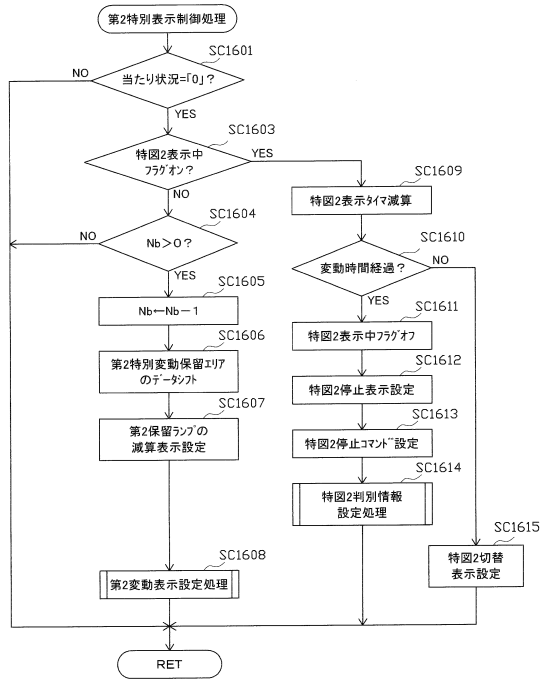 第2特別表示制御処理
SC1601
当たり状況=「0」?
NO
YES
SC1603
特図2表示中
フラグオン?
YES
NO
SC1604
Nb>0?
NO
YES
SC1605
Nb←Nb-1
SC1606
第2特別変動保留エリア
のデータシフト
SC1607
第2保留ランプの
減算表示設定
SC1608
第2変動表示設定処理
SC1609
特図2表示タイマ減算
SC1610
変動時間経過?
NO
YES
SC1611
特図2表示中フラグオフ
SC1612
特図2停止表示設定
SC1613
特図2停止コマンド設定
SC1614
特図2判別情報
設定処理
SC1615
特図2切替
表示設定
RET